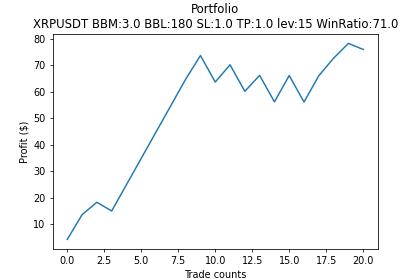 Portfolio
XRPUSDT BBM:3.0 BBL:180 SL:1.0 TP:1.0 lev:15 WinRatio:71.0
80
70
60
50
40
30
20
10
Profit ($)
0.0 2.5 5.0 7.5 10.0 12.5 15.0 17.5 20.0
Trade counts